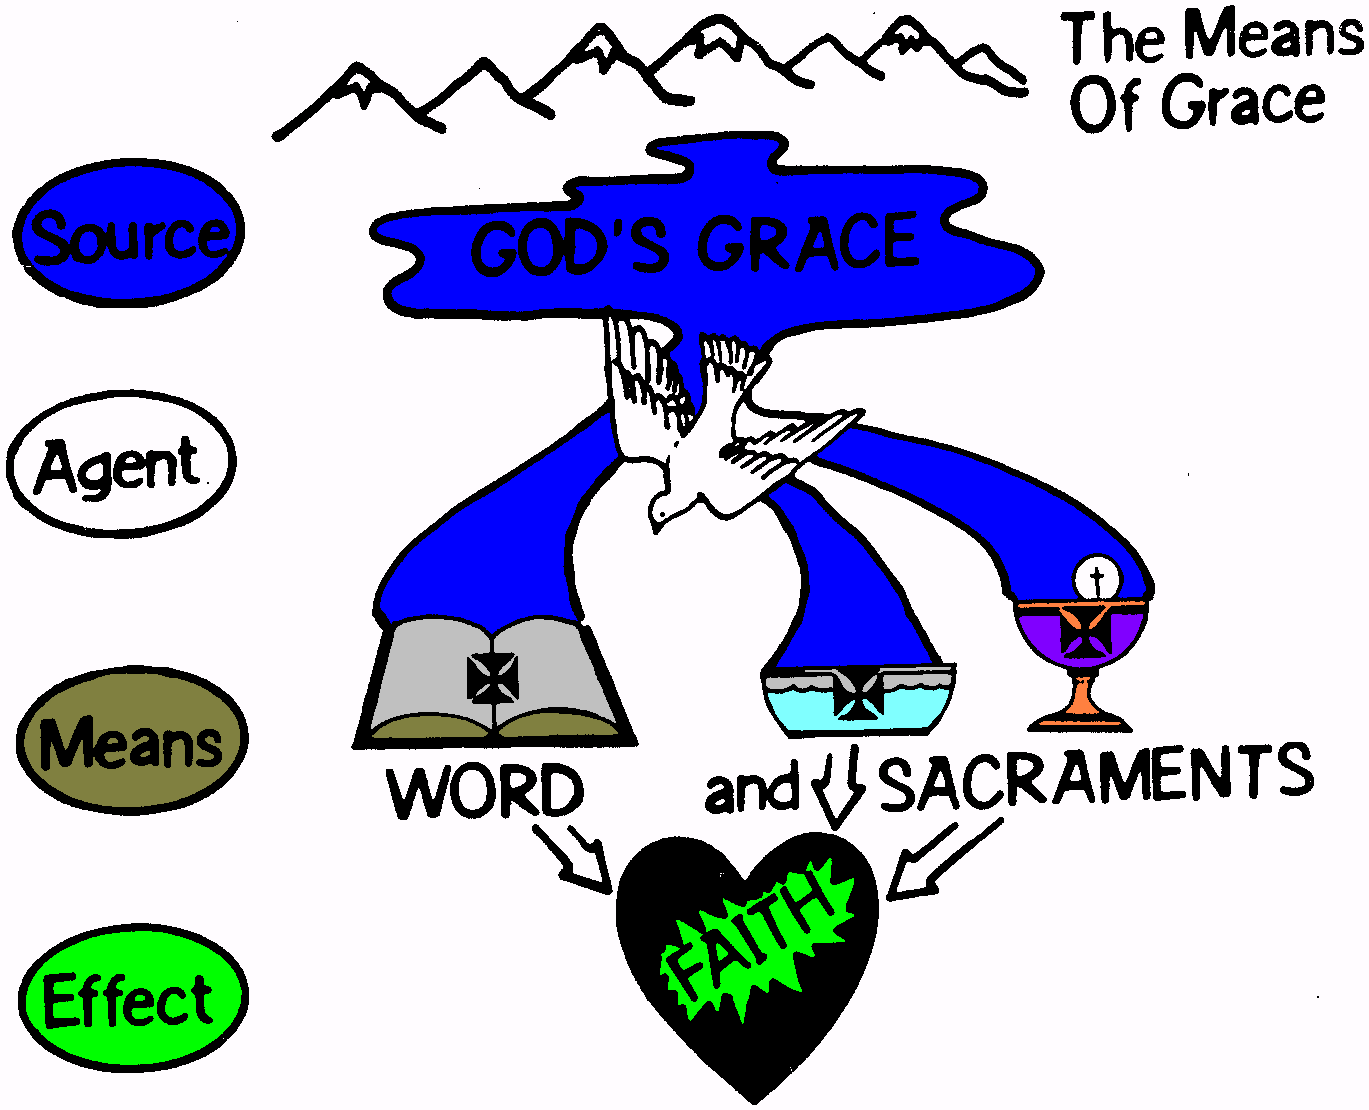 The Means
Of Grace
Source
GOD'S GRACE
Agent
Means
WORD
and
SACRAMENTS
Effect
FAITH